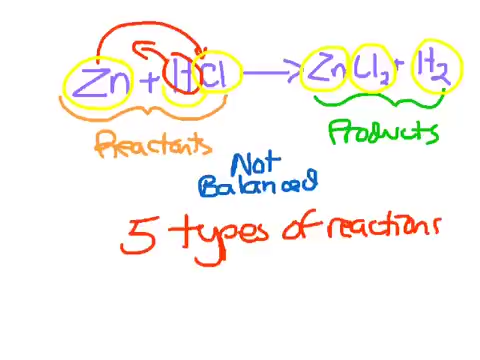 Zn + HCl → ZnCl₂ + H₂
Reactants
Products
Not
Balanced
5 types of reactions